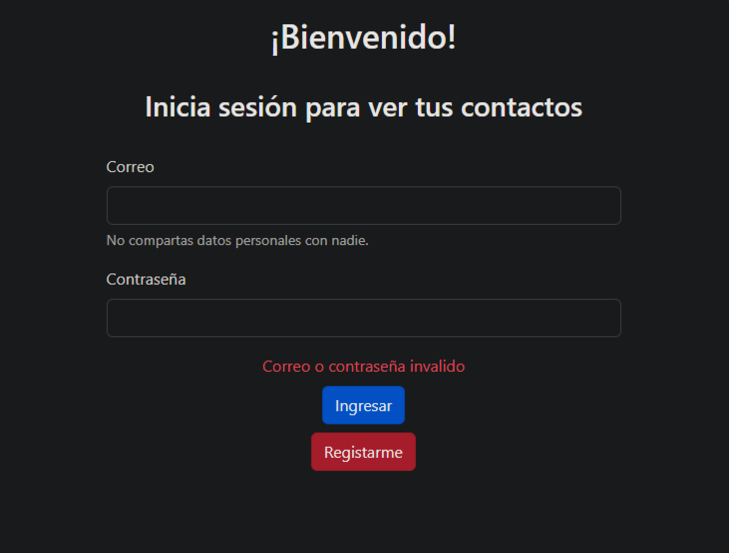 ¡Bienvenido!
Inicia sesión para ver tus contactos
Correo
No compartas datos personales con nadie.
Contraseña
Correo o contraseña invalido
Ingresar
Registarme